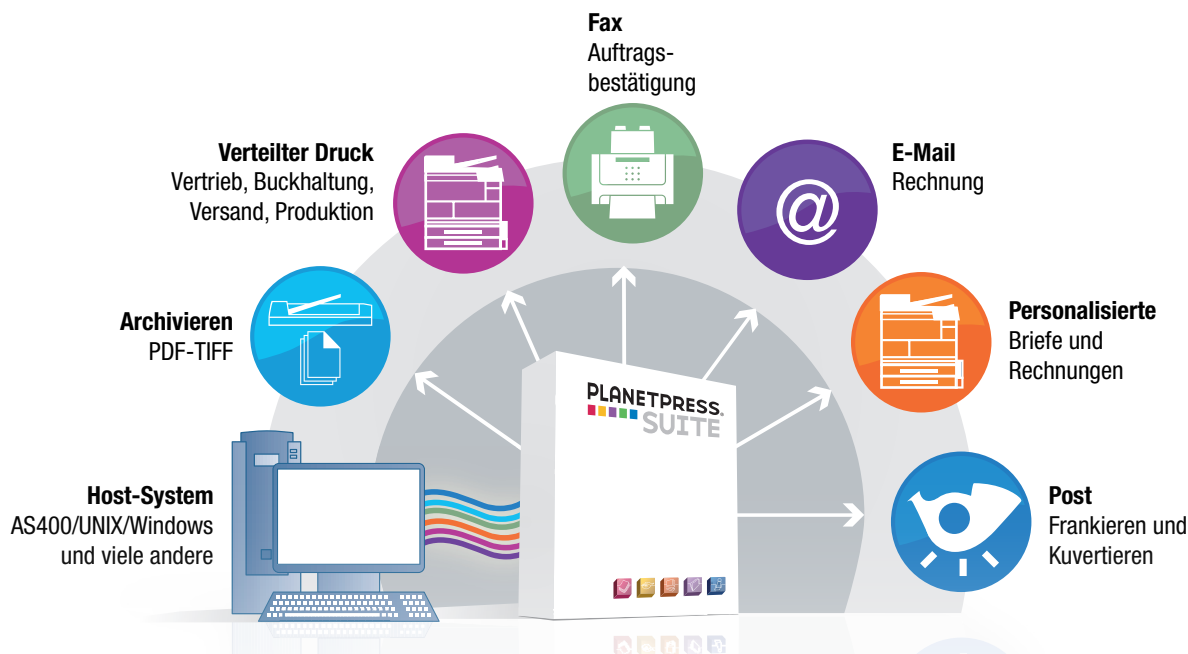 Fax
Auftrags-
bestätigung
Verteilter Druck
Vertrieb, Buckhaltung,
Versand, Produktion
E-Mail
Rechnung
@
Archivieren
PDF-TIFF
Personalisierte
Briefe und
Rechnungen
PLANETPRESS®
SUITE
Host-System
AS400/UNIX/Windows
und viele andere
Post
Frankieren und
Kuvertieren